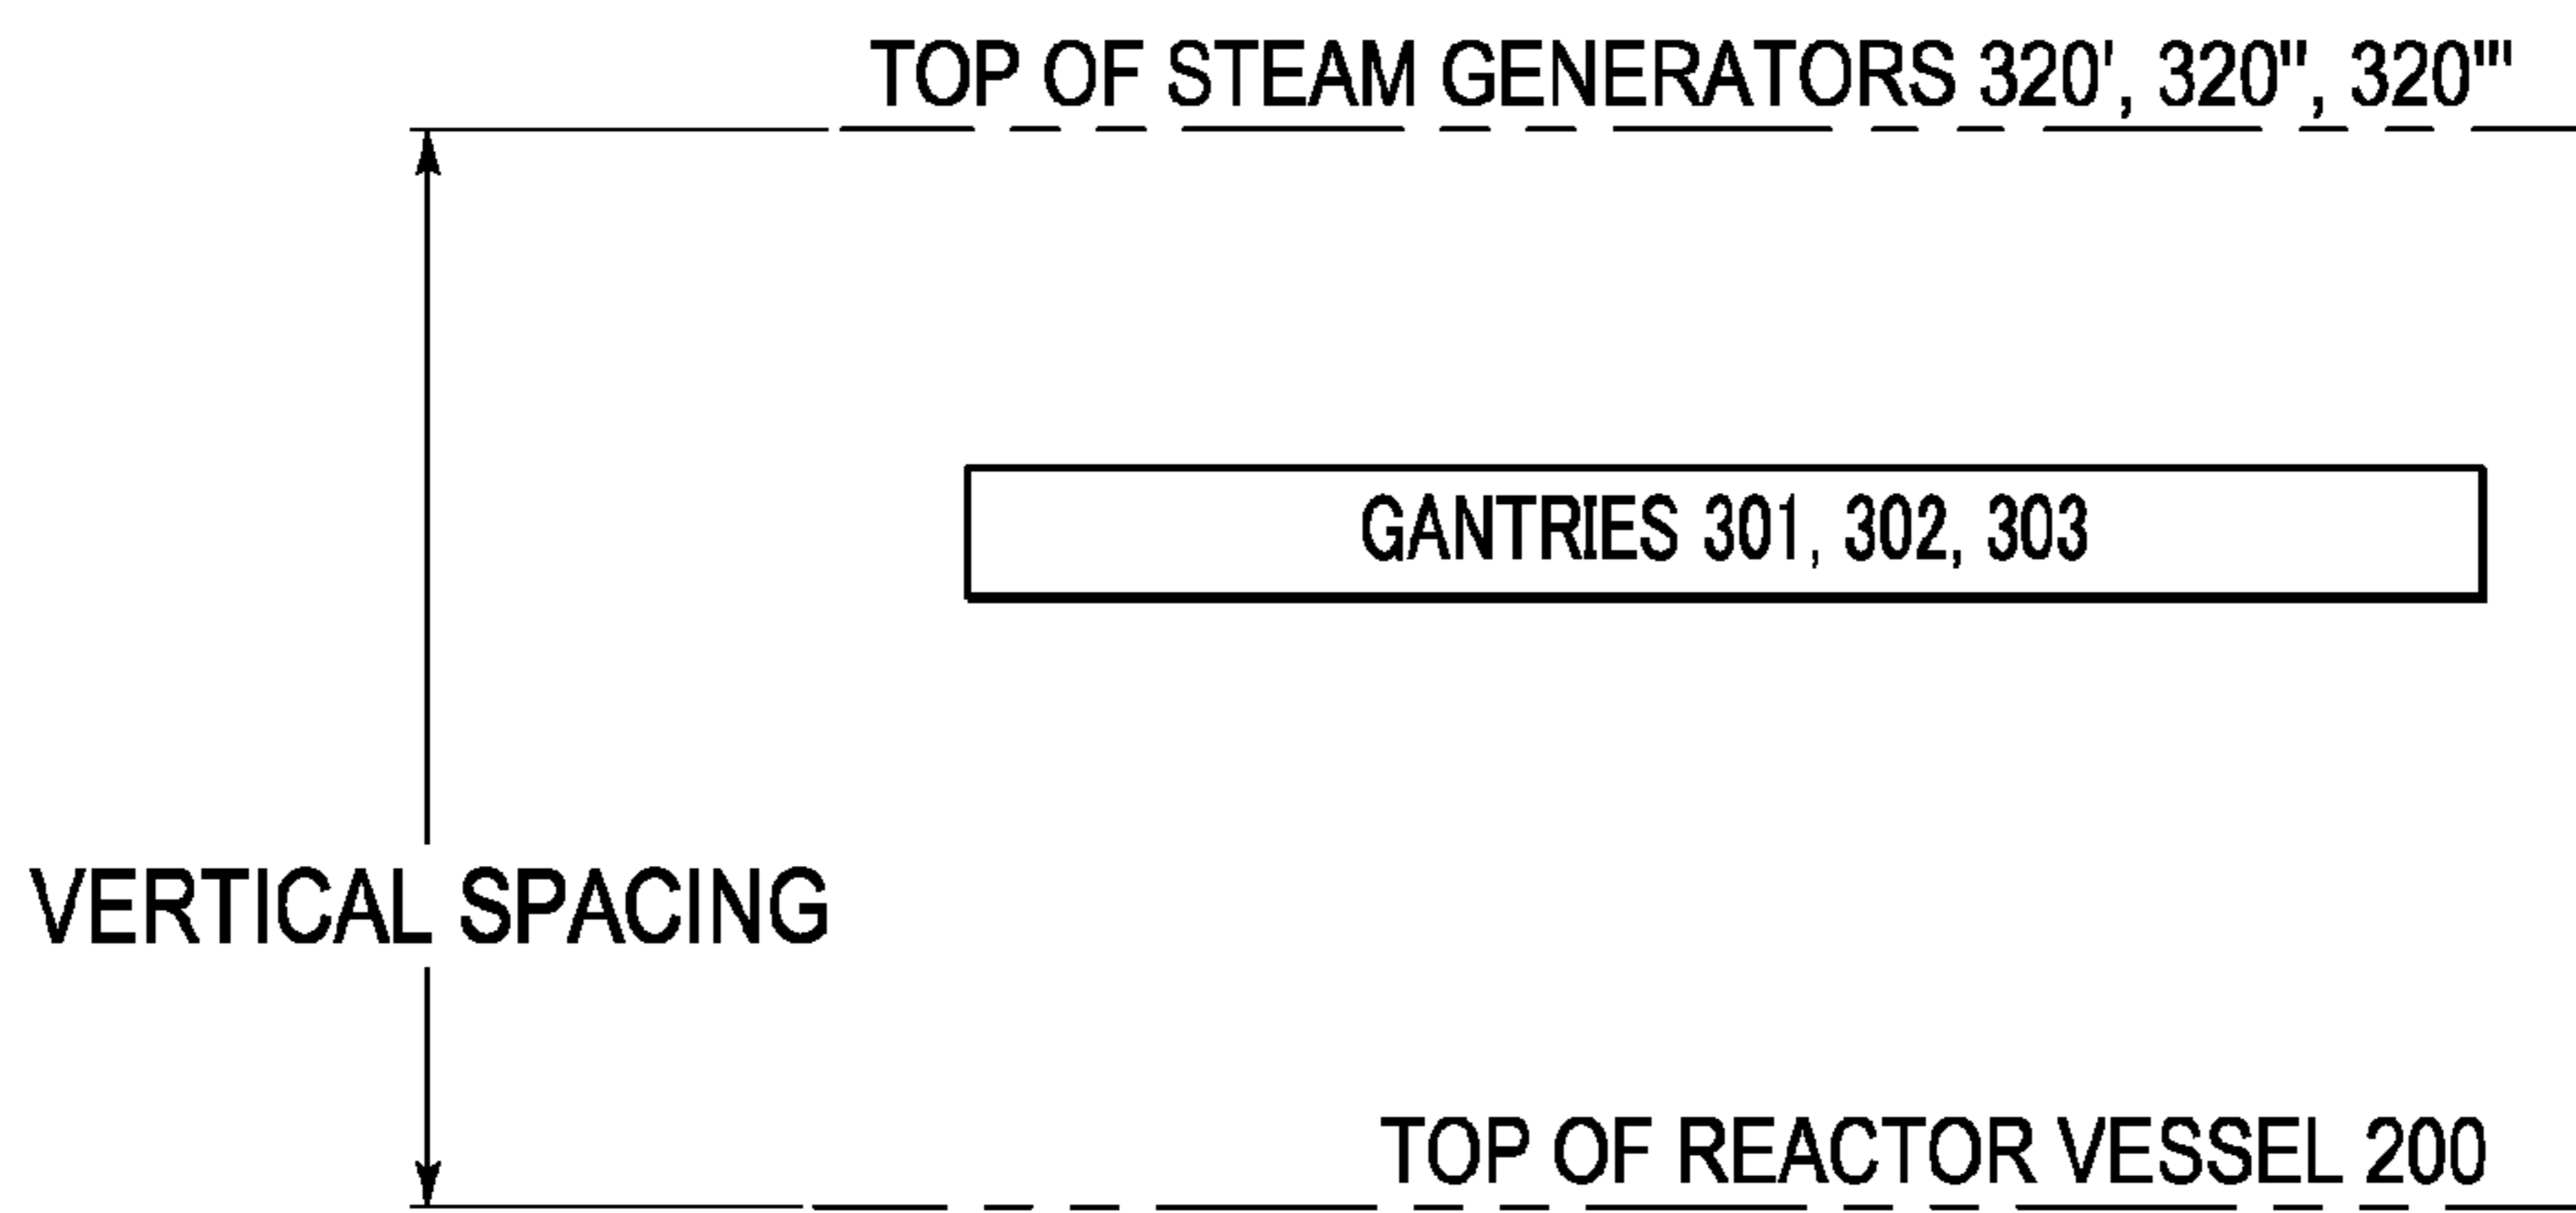 TOP OF STEAM GENERATORS 320', 320", 320'''
GANTRIES 301, 302, 303
VERTICAL SPACING
TOP OF REACTOR VESSEL 200